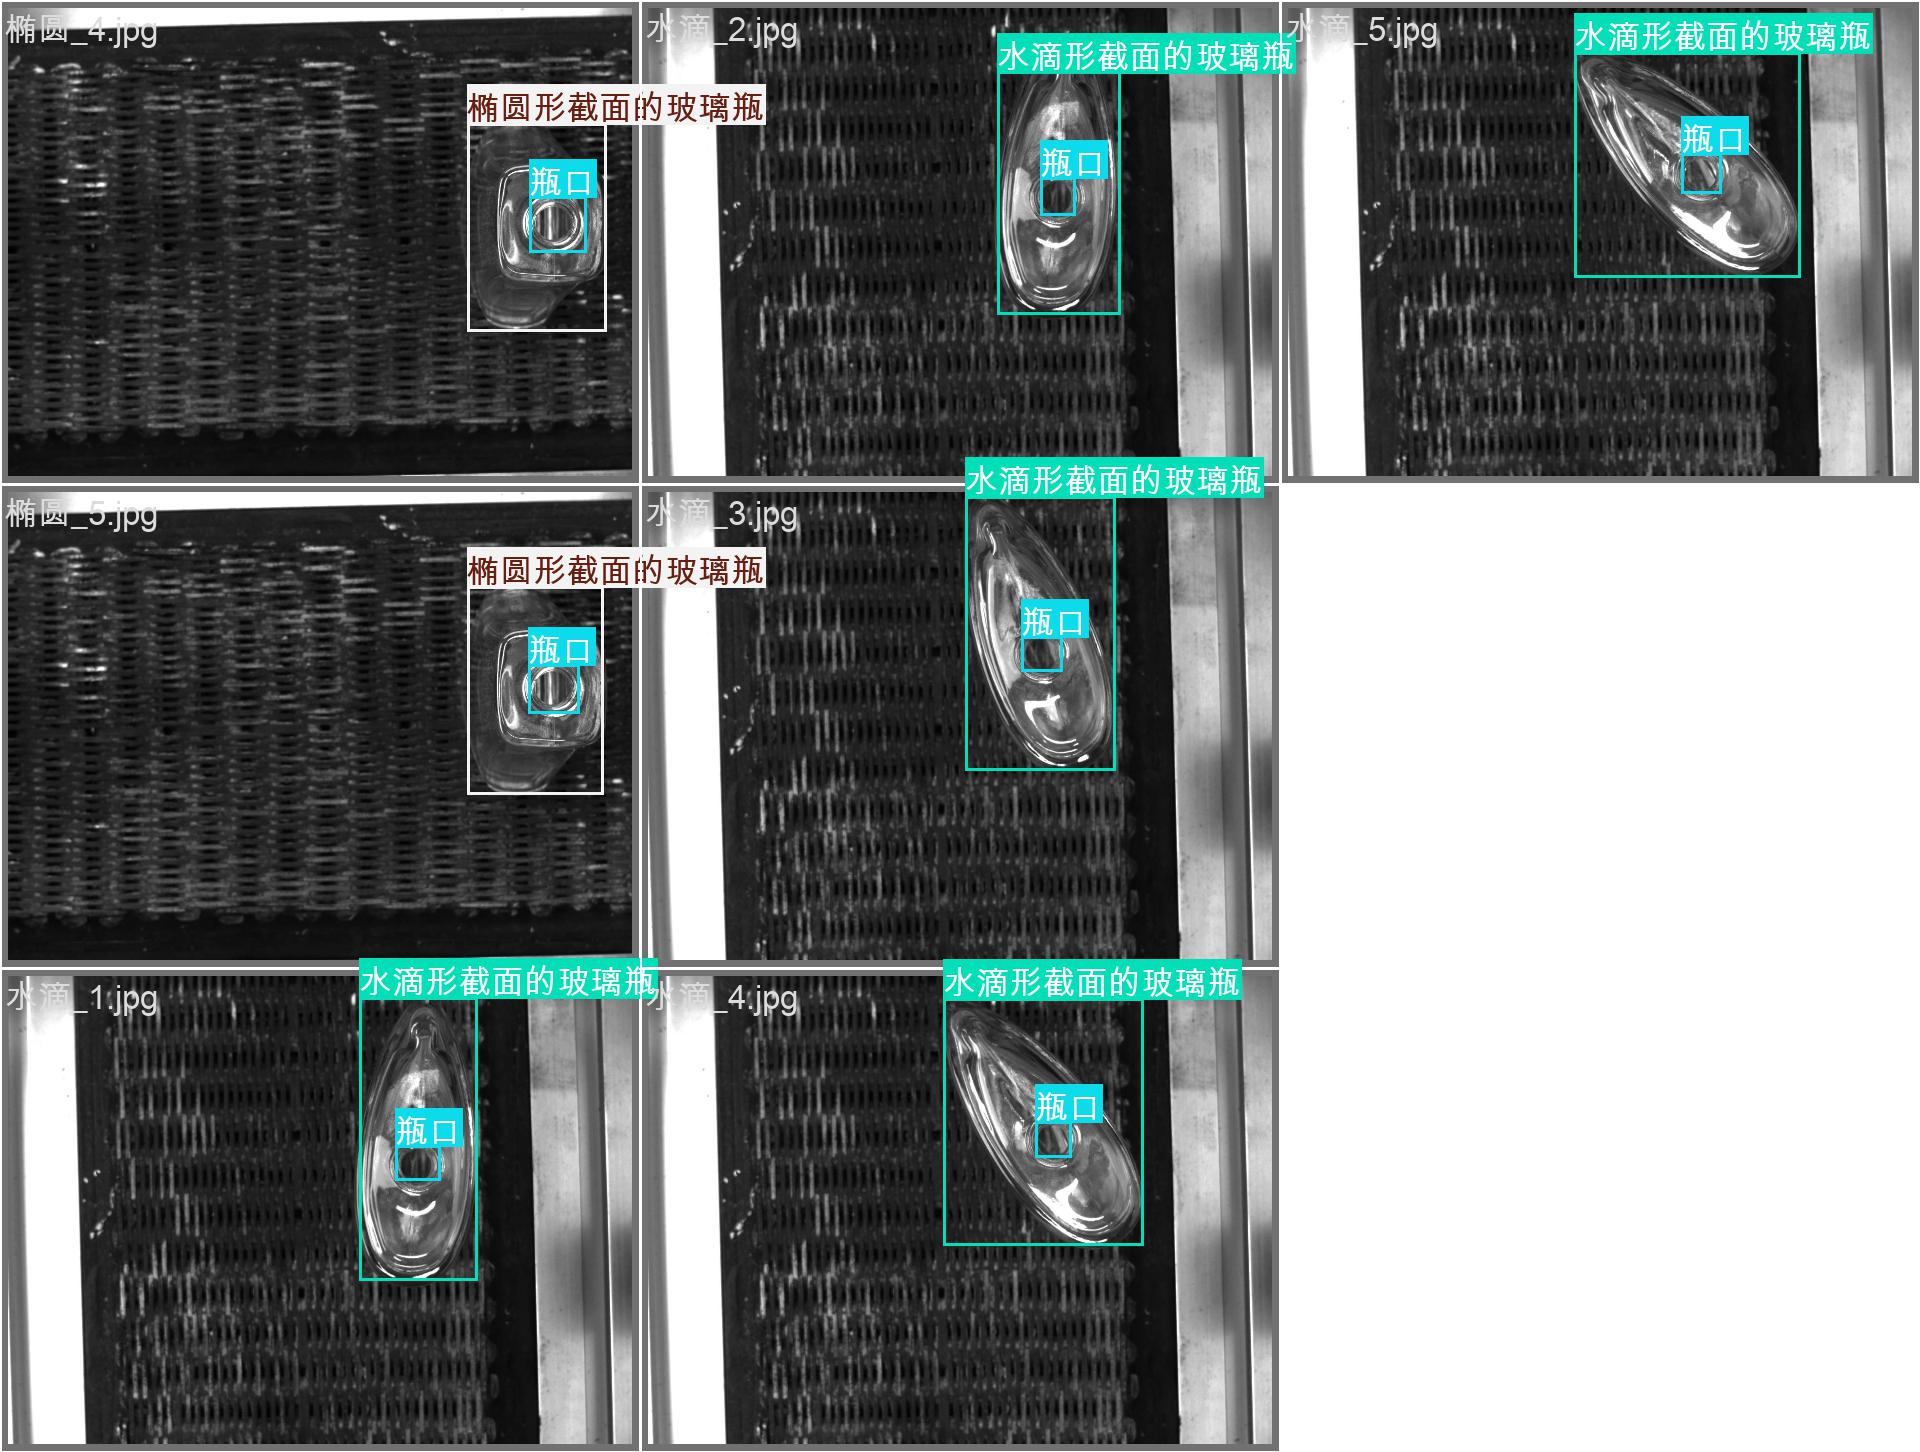 椭圆_4.jpg
椭圆形截面的玻璃瓶
瓶口
水滴_2.jpg
水滴形截面的玻璃瓶
瓶口
水滴_5.jpg
水滴形截面的玻璃瓶
瓶口
椭圆_5.jpg
椭圆形截面的玻璃瓶
瓶口
水滴_3.jpg
水滴形截面的玻璃瓶
瓶口
水滴_1.jpg
水滴形截面的玻璃瓶
瓶口
水滴_4.jpg
水滴形截面的玻璃瓶
瓶口